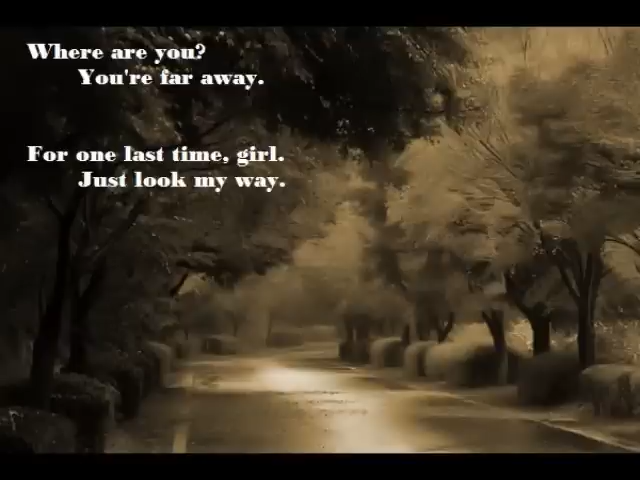 Where are you?
You're far away.
For one last time, girl.
Just look my way.